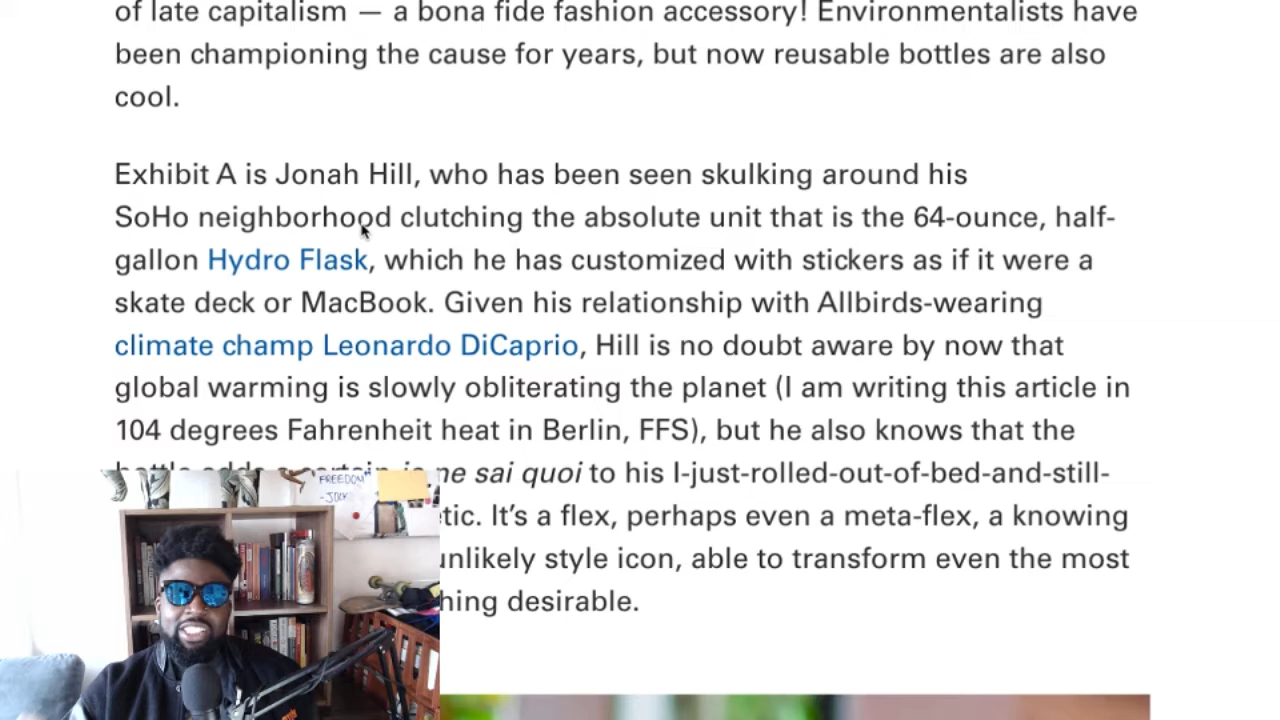 of late capitalism — a bona fide fashion accessory! Environmentalists have
been championing the cause for years, but now reusable bottles are also
cool.
Exhibit A is Jonah Hill, who has been seen skulking around his
SoHo neighborhood clutching the absolute unit that is the 64-ounce, half-
gallon Hydro Flask, which he has customized with stickers as if it were a
skate deck or MacBook. Given his relationship with Allbirds-wearing
climate champ Leonardo DiCaprio, Hill is no doubt aware by now that
global warming is slowly obliterating the planet (I am writing this article in
104 degrees Fahrenheit heat in Berlin, FFS), but he also knows that the
bottle adds a certain je ne sai quoi to his I-just-rolled-out-of-bed-and-still-
tic. It’s a flex, perhaps even a meta-flex, a knowing
unlikely style icon, able to transform even the most
hing desirable.
FREEDOM"